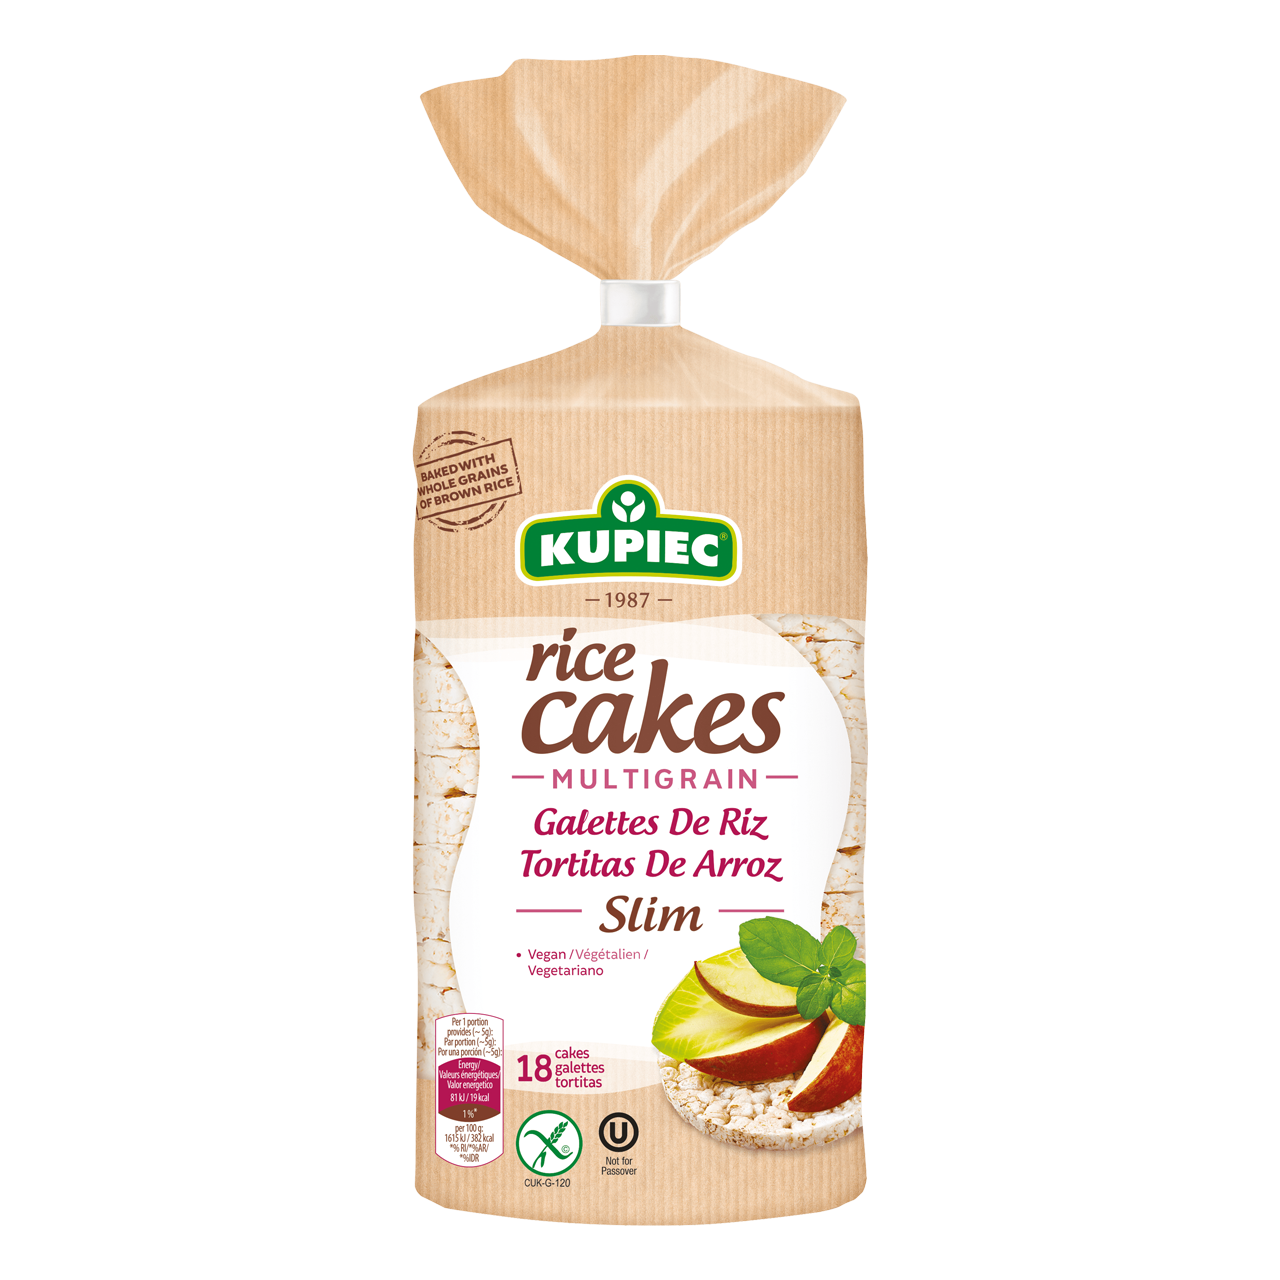 BAKED WITH
WHOLE GRAINS
OF BROWN RICE
KUPIEC®
– 1987 –
rice
cakes
MULTIGRAIN
Galettes De Riz
Tortitas De Arroz
Slim
• Vegan / Végétalien /
Vegetariano
Per 1 portion
provides (~ 5g):
Par portion (~5g):
Por una porción (~5g):
Energy/
Valeurs énergétiques/
Valor energetico
81 kJ / 19 kcal
1 %*
per 100 g:
1615 kJ / 382 kcal
*% RI/*%AR/
*%IDR
18 cakes
galettes
tortitas
©
CUK-G-120
U
Not for
Passover